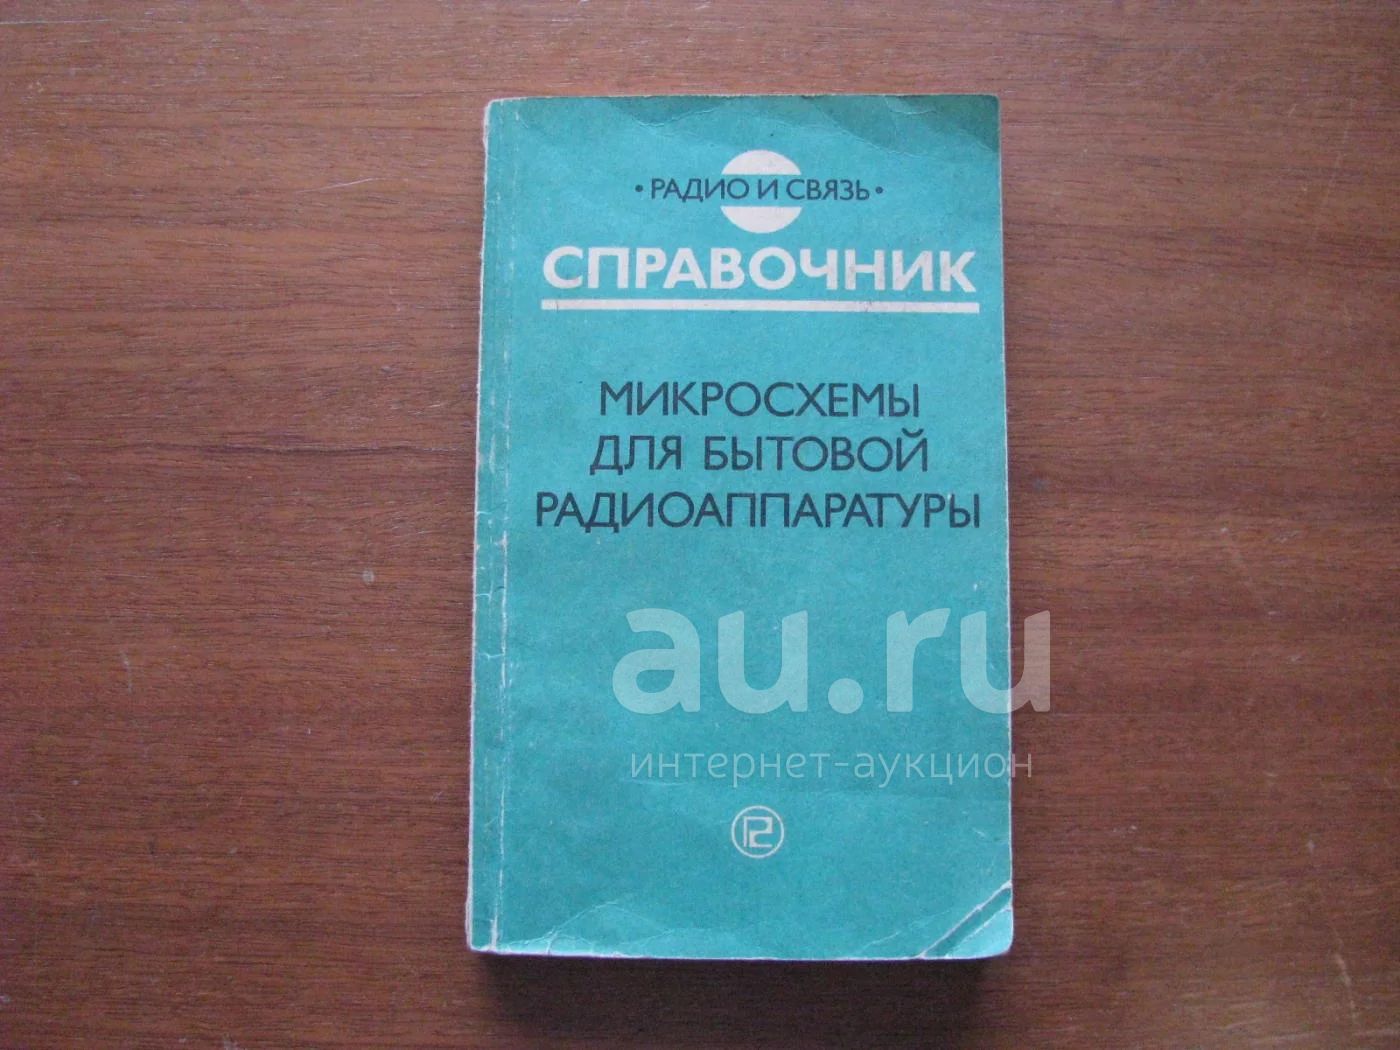 • РАДИО И СВЯЗЬ •
СПРАВОЧНИК
МИКРОСХЕМЫ
ДЛЯ БЫТОВОЙ
РАДИОАППАРАТУРЫ
au.ru
интернет-аукцион